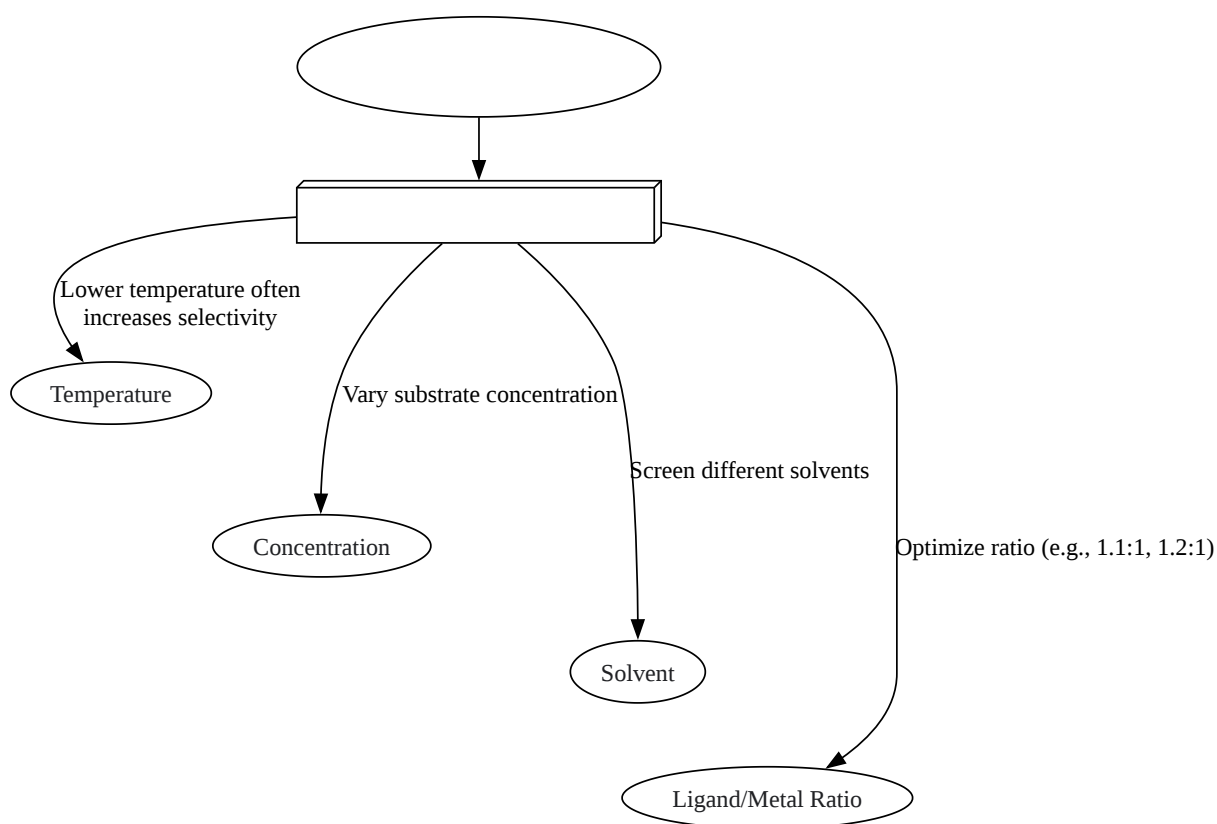 Lower temperature often
increases selectivity
Temperature
Vary substrate concentration
Screen different solvents
Concentration
Optimize ratio (e.g., 1.1:1, 1.2:1)
Solvent
Ligand/Metal Ratio